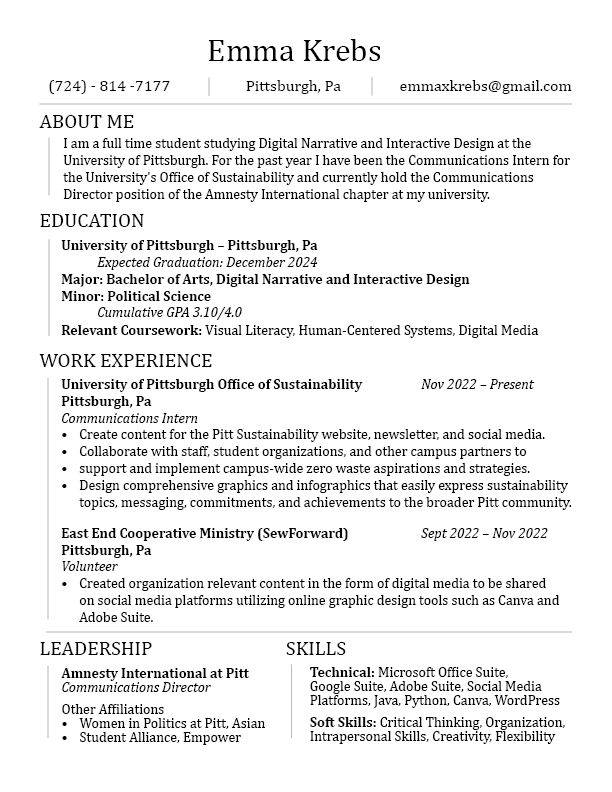 Emma Krebs
(724) - 814 -7177 Pittsburgh, Pa emmaxkrebs@gmail.com
ABOUT ME
I am a full time student studying Digital Narrative and Interactive Design at the
University of Pittsburgh. For the past year I have been the Communications Intern for
the University's Office of Sustainability and currently hold the Communications
Director position of the Amnesty International chapter at my university.
EDUCATION
University of Pittsburgh – Pittsburgh, Pa
Expected Graduation: December 2024
Major: Bachelor of Arts, Digital Narrative and Interactive Design
Minor: Political Science
Cumulative GPA 3.10/4.0
Relevant Coursework: Visual Literacy, Human-Centered Systems, Digital Media
WORK EXPERIENCE
University of Pittsburgh Office of Sustainability Nov 2022 – Present
Pittsburgh, Pa
Communications Intern
• Create content for the Pitt Sustainability website, newsletter, and social media.
• Collaborate with staff, student organizations, and other campus partners to
• support and implement campus-wide zero waste aspirations and strategies.
• Design comprehensive graphics and infographics that easily express sustainability
topics, messaging, commitments, and achievements to the broader Pitt community.
East End Cooperative Ministry (SewForward) Sept 2022 – Nov 2022
Pittsburgh, Pa
Volunteer
• Created organization relevant content in the form of digital media to be shared
on social media platforms utilizing online graphic design tools such as Canva and
Adobe Suite.
LEADERSHIP
Amnesty International at Pitt
Communications Director
Other Affiliations
• Women in Politics at Pitt, Asian
• Student Alliance, Empower
SKILLS
Technical: Microsoft Office Suite,
Google Suite, Adobe Suite, Social Media
Platforms, Java, Python, Canva, WordPress
Soft Skills: Critical Thinking, Organization,
Intrapersonal Skills, Creativity, Flexibility